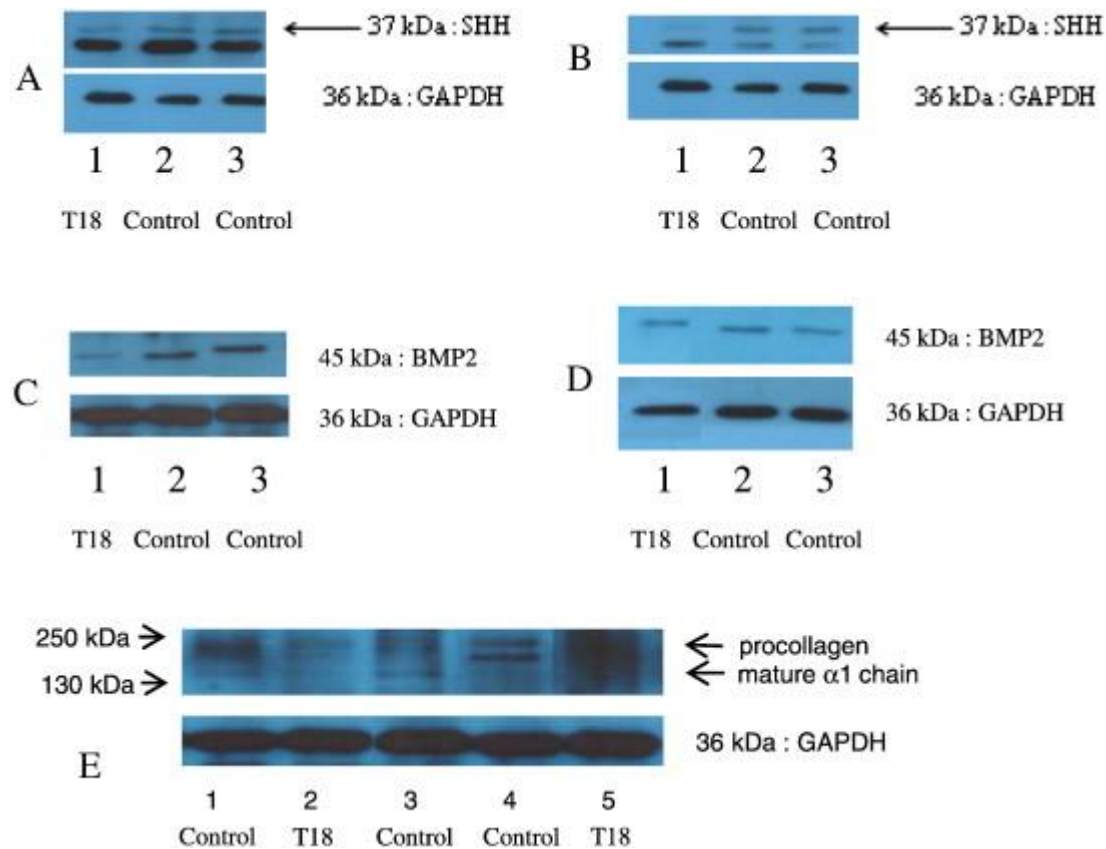 37 kDa : SHH
A
36 kDa : GAPDH
1 2 3
T18 Control Control
37 kDa : SHH
B
36 kDa : GAPDH
1 2 3
T18 Control Control
45 kDa : BMP2
C
36 kDa : GAPDH
1 2 3
T18 Control Control
45 kDa : BMP2
D
36 kDa : GAPDH
1 2 3
T18 Control Control
250 kDa
procollagen
130 kDa
mature α1 chain
36 kDa : GAPDH
E
1 2 3 4 5
Control T18 Control Control T18